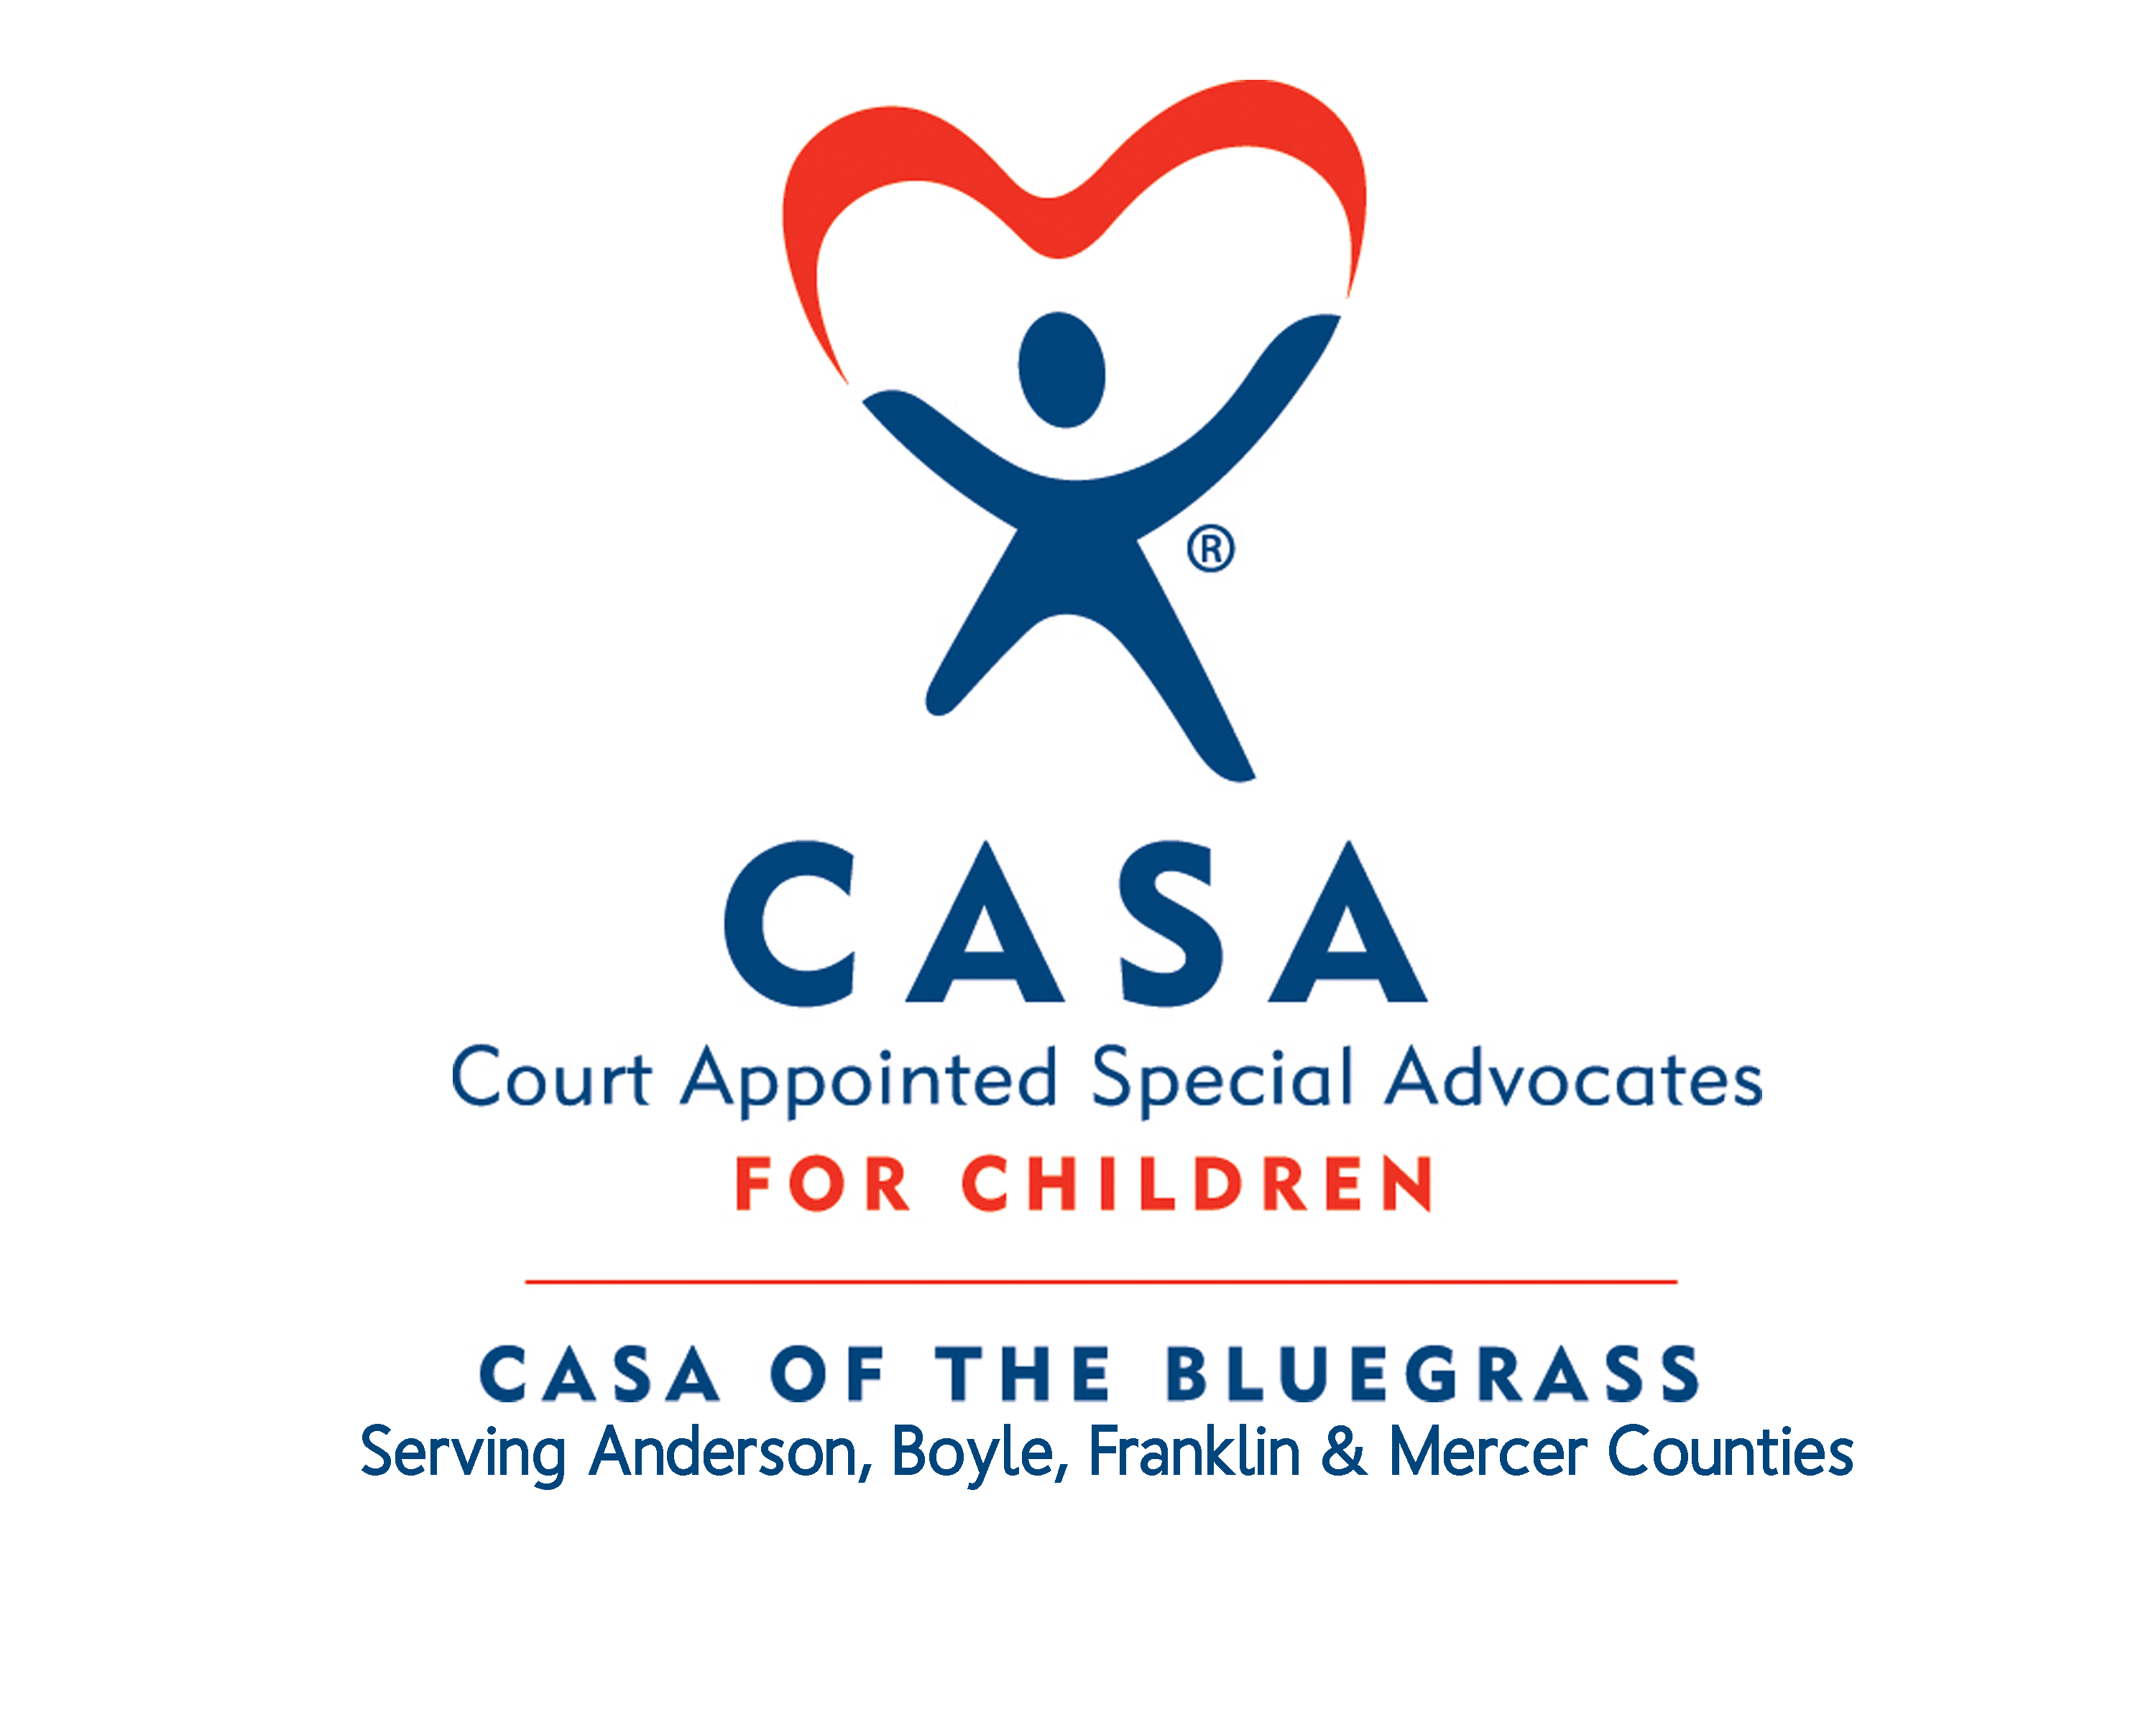 ®
CASA
Court Appointed Special Advocates
FOR CHILDREN
CASA OF THE BLUEGRASS
Serving Anderson, Boyle, Franklin & Mercer Counties